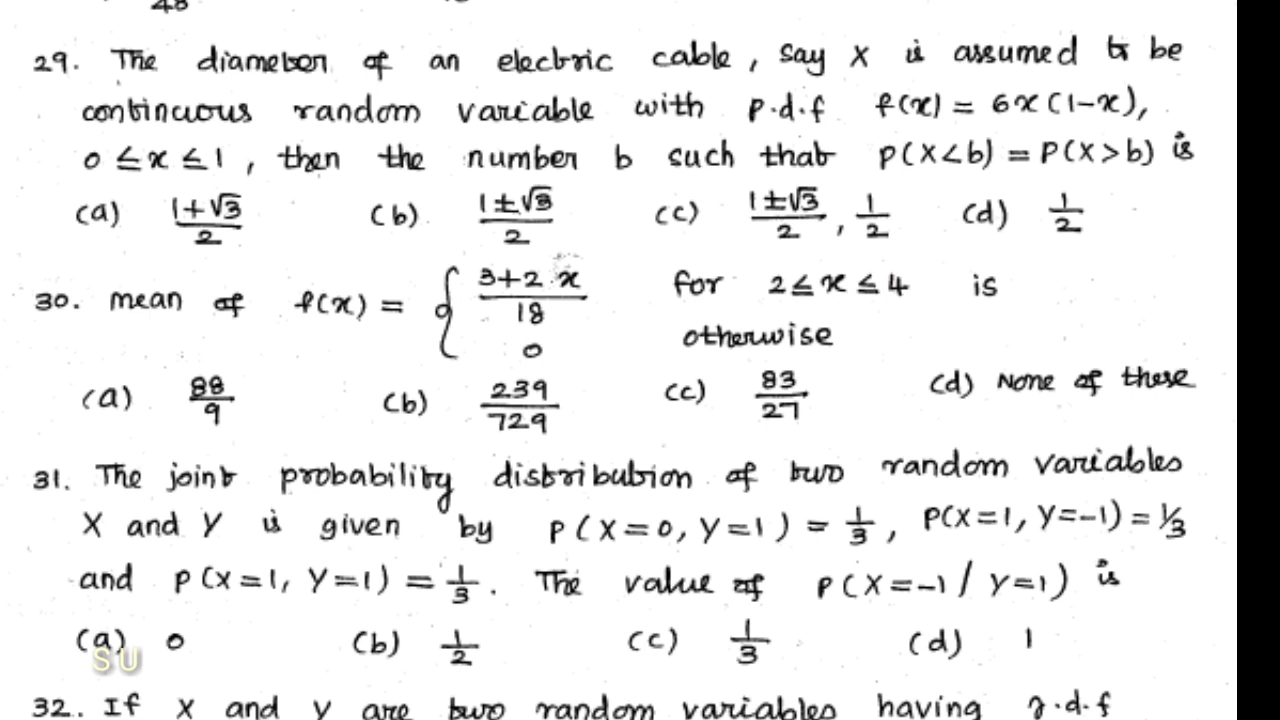 48
29. The diameter of an electric cable, say X is assumed to be
continuous random variable with p.d.f f(x) = 6x(1-x),
0 ≤ x ≤ 1, then the number b such that P(X<b) = P(X>b) is
(a) (1+√3)/2 (b) (1±√3)/2 (c) (1±√3)/2, 1/2 (d) 1/2
30. mean of f(x) = { (3+2x)/18 for 2≤x≤4 is
0 otherwise
(a) 88/9 (b) 239/729 (c) 83/27 (d) None of these
31. The joint probability distribution of two random variables
X and Y is given by P(X=0, Y=1) = 1/3, P(X=1, Y=-1) = 1/3
and P(X=1, Y=1) = 1/3. The value of P(X=-1 / Y=1) is
(a) 0 (b) 1/2 (c) 1/3 (d) 1
SU
32. If X and Y are two random variables having j.d.f